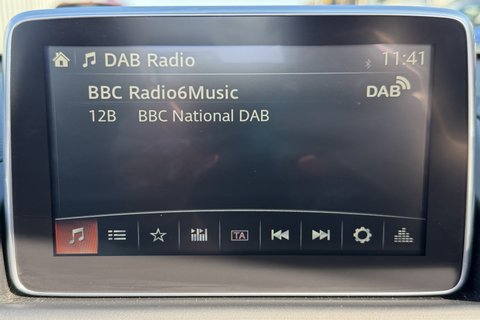 DAB Radio 11:41
BBC Radio6Music DAB
12B BBC National DAB
TA